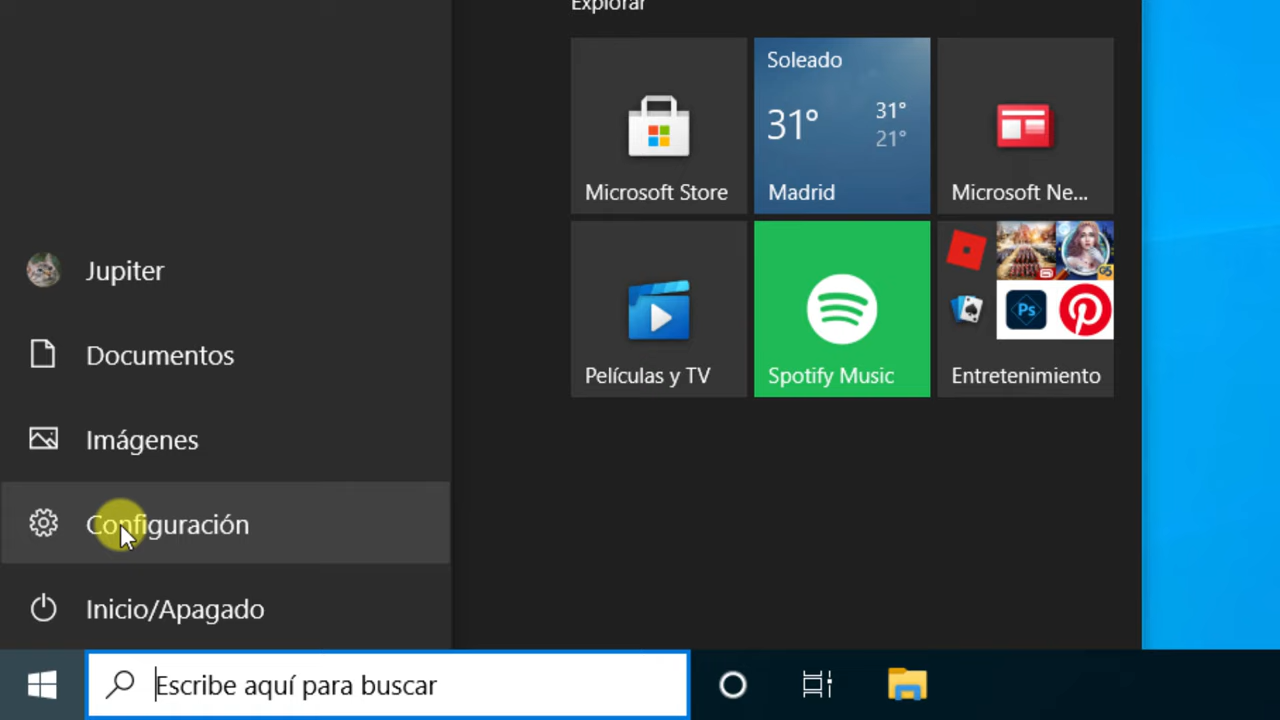 Explorar
Soleado
31°
31°
21°
Microsoft Store
Madrid
Microsoft Ne...
Películas y TV
Spotify Music
Ps
Entretenimiento
Jupiter
Documentos
Imágenes
Configuración
Inicio/Apagado
Escribe aquí para buscar